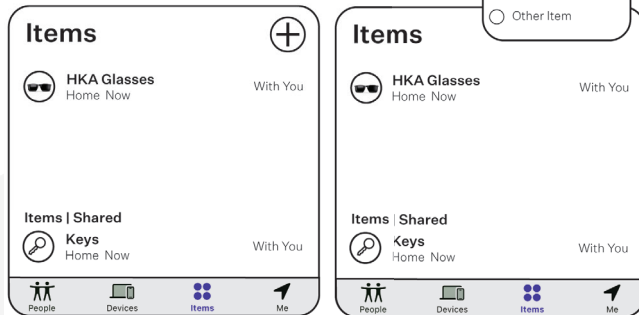 Items
HKA Glasses
Home Now
With You
Items | Shared
Keys
Home Now
With You
People
Devices
Items
Me
Other Item
Items
HKA Glasses
Home Now
With You
Items | Shared
Keys
Home Now
With You
People
Devices
Items
Me